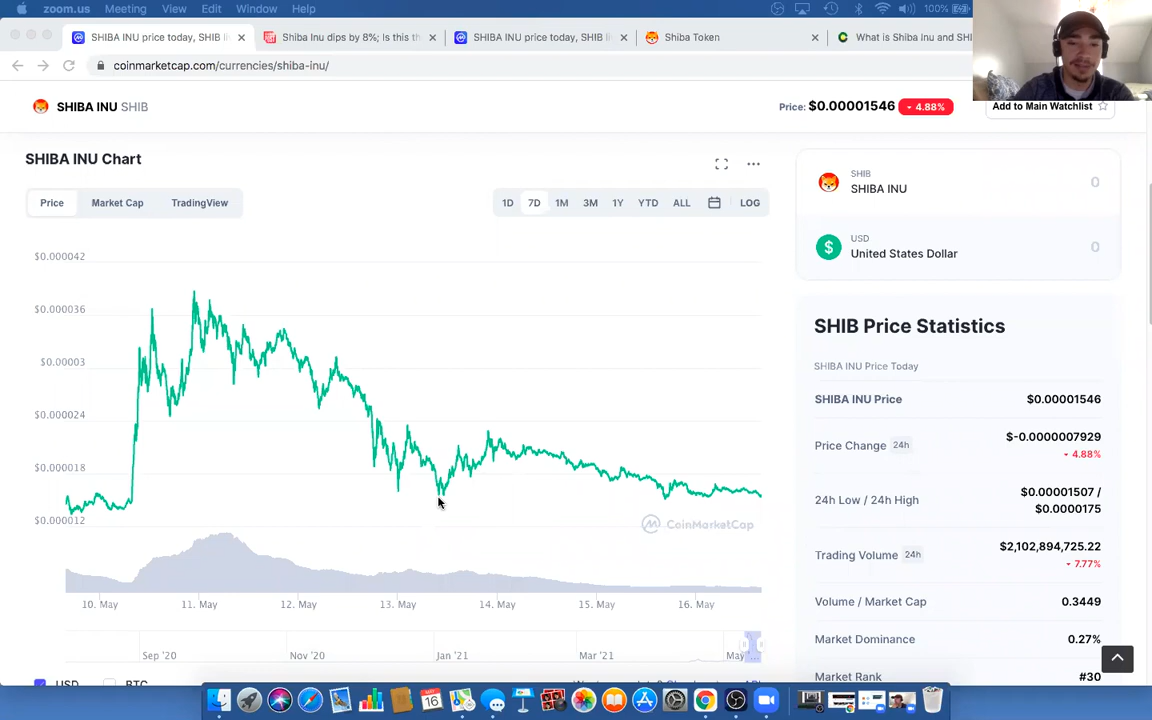 zoom.us Meeting View Edit Window Help 100%
SHIBA INU price today, SHIB li
Shiba Inu dips by 8%; Is this th
SHIBA INU price today, SHIB li
Shiba Token
What is Shiba Inu and SHI
coinmarketcap.com/currencies/shiba-inu/
SHIBA INU SHIB
Price: $0.00001546 4.88%
Add to Main Watchlist
SHIBA INU Chart
Price Market Cap TradingView
1D 7D 1M 3M 1Y YTD ALL LOG
$0.000042
$0.000036
$0.00003
$0.000024
$0.000018
$0.000012
CoinMarketCap
10. May 11. May 12. May 13. May 14. May 15. May 16. May
Sep '20 Nov '20 Jan '21 Mar '21 May
USD BTC
SHIB
SHIBA INU
0
USD
United States Dollar
0
SHIB Price Statistics
SHIBA INU Price Today
SHIBA INU Price $0.00001546
Price Change 24h $-0.0000007929
4.88%
24h Low / 24h High $0.00001507 /
$0.0000175
Trading Volume 24h $2,102,894,725.22
7.77%
Volume / Market Cap 0.3449
Market Dominance 0.27%
Market Rank #30
16